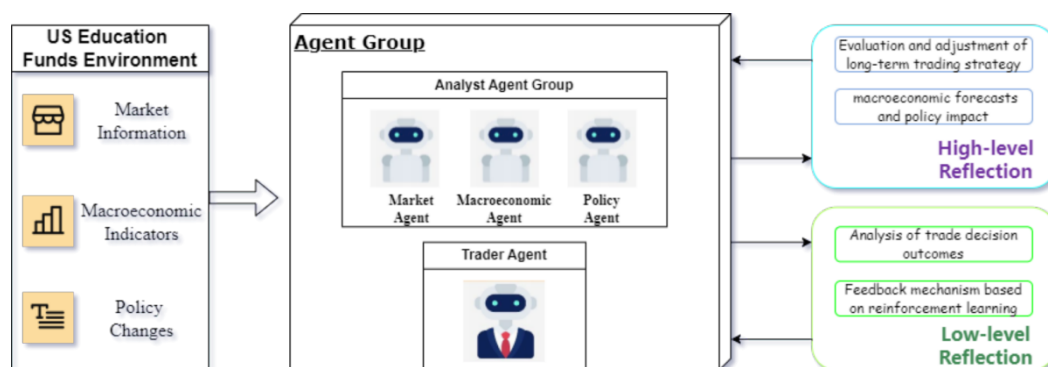 US Education
Funds Environment
Market
Information
Macroeconomic
Indicators
Policy
Changes
Agent Group
Analyst Agent Group
Market
Agent
Macroeconomic
Agent
Policy
Agent
Trader Agent
Evaluation and adjustment of
long-term trading strategy
macroeconomic forecasts
and policy impact
High-level
Reflection
Analysis of trade decision
outcomes
Feedback mechanism based
on reinforcement learning
Low-level
Reflection